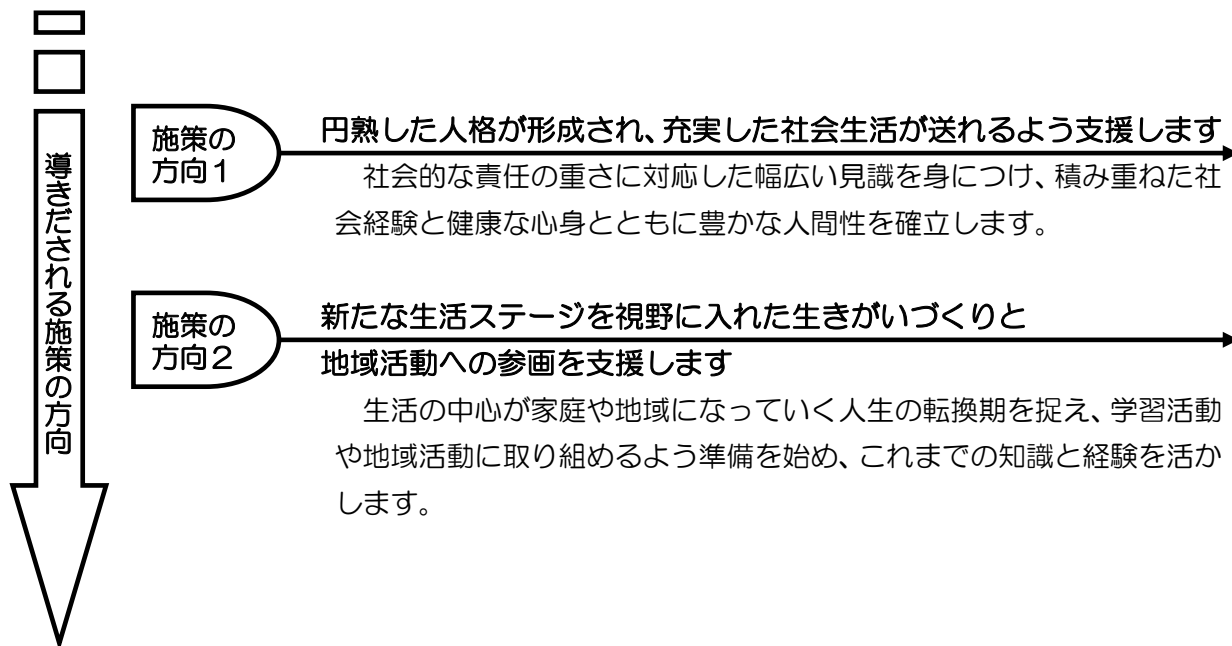 導きだされる施策の方向
施策の
方向1
円熟した人格が形成され、充実した社会生活が送れるよう支援します
社会的な責任の重さに対応した幅広い見識を身につけ、積み重ねた社
会経験と健康な心身とともに豊かな人間性を確立します。
施策の
方向2
新たな生活ステージを視野に入れた生きがいづくりと
地域活動への参画を支援します
生活の中心が家庭や地域になっていく人生の転換期を捉え、学習活動
や地域活動に取り組めるよう準備を始め、これまでの知識と経験を活か
します。